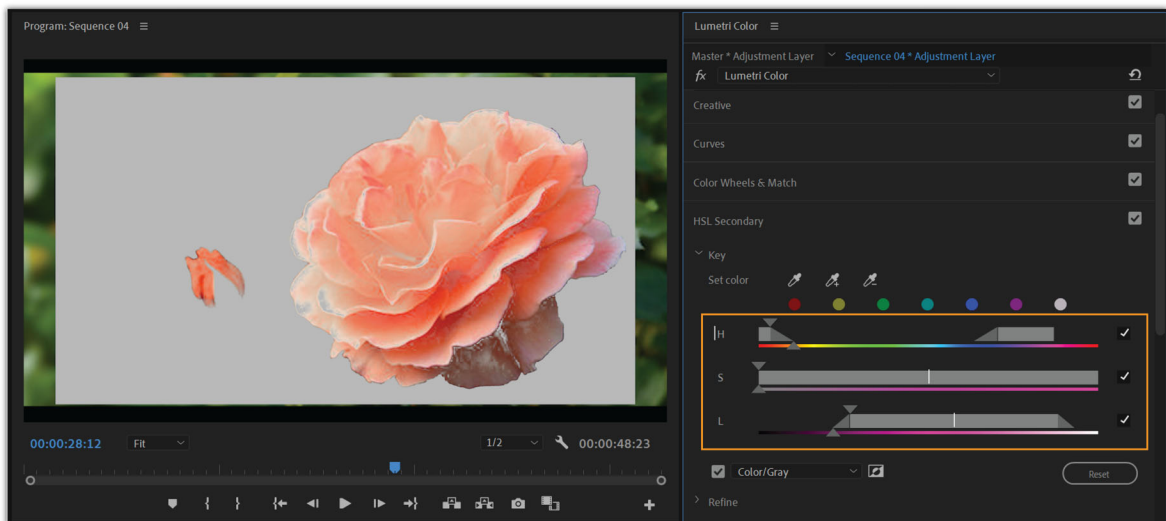 Program: Sequence 04
00:00:28:12
Fit
1/2
00:00:48:23
Lumetri Color
Master * Adjustment Layer
Sequence 04 * Adjustment Layer
fx Lumetri Color
Creative
Curves
Color Wheels & Match
HSL Secondary
Key
Set color
H
S
L
Color/Gray
Reset
Refine